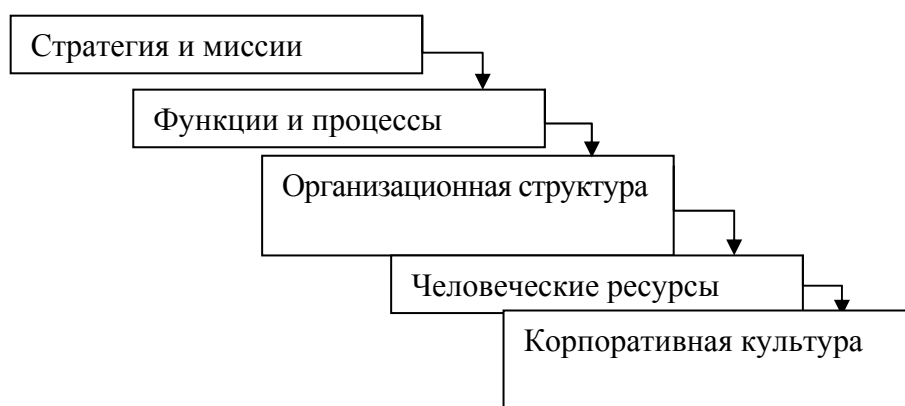 Стратегия и миссии
Функции и процессы
Организационная структура
Человеческие ресурсы
Корпоративная культура